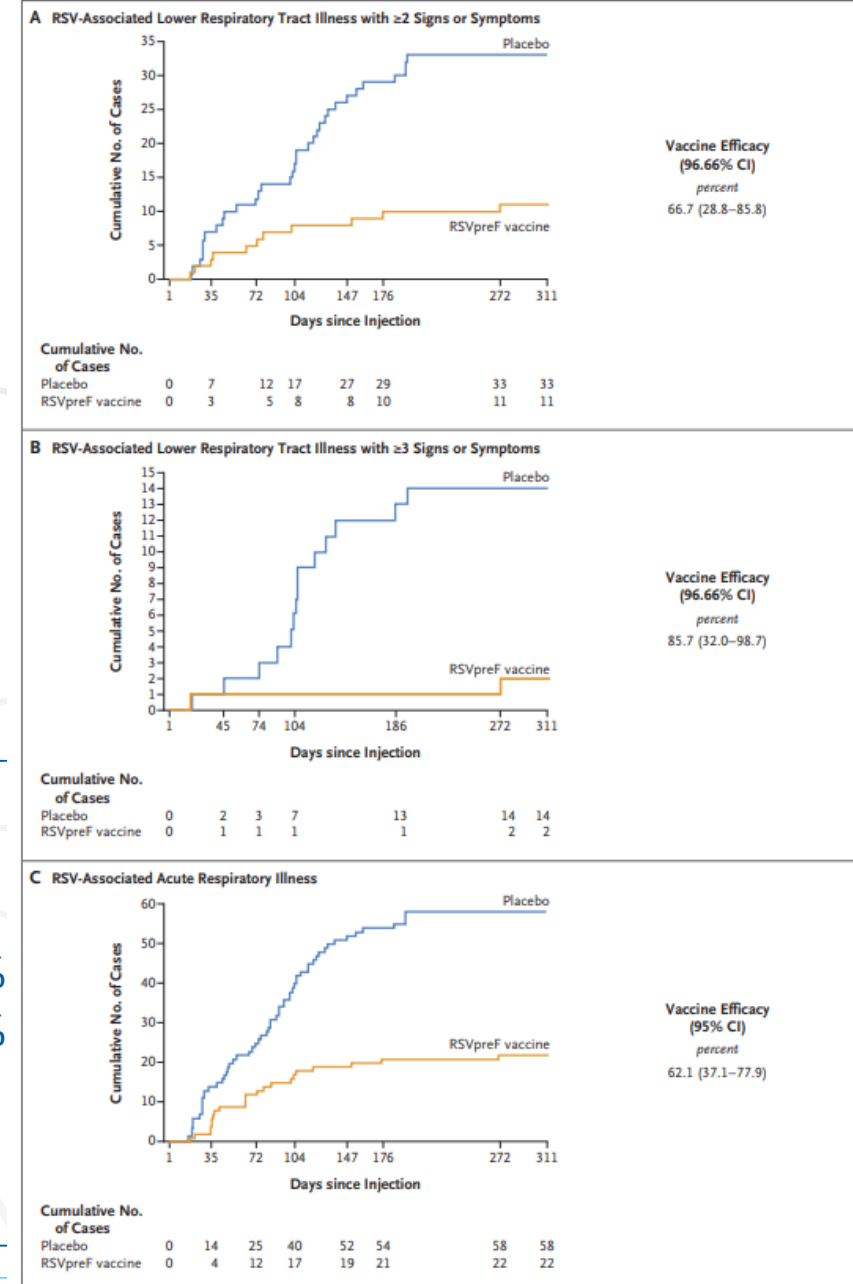 A RSV-Associated Lower Respiratory Tract Illness with ≥2 Signs or Symptoms
35
30
25
20
15
10
5
0
Cumulative No. of Cases
Placebo
RSVpreF vaccine
1 35 72 104 147 176 272 311
Days since Injection
Vaccine Efficacy
(96.66% CI)
percent
66.7 (28.8–85.8)
Cumulative No.
of Cases
Placebo 0 7 12 17 27 29 33 33
RSVpreF vaccine 0 3 5 8 8 10 11 11
B RSV-Associated Lower Respiratory Tract Illness with ≥3 Signs or Symptoms
15
14
13
12
11
10
9
8
7
6
5
4
3
2
1
0
Cumulative No. of Cases
Placebo
RSVpreF vaccine
1 45 74 104 186 272 311
Days since Injection
Vaccine Efficacy
(96.66% CI)
percent
85.7 (32.0–98.7)
Cumulative No.
of Cases
Placebo 0 2 3 7 13 14 14
RSVpreF vaccine 0 1 1 1 1 2 2
C RSV-Associated Acute Respiratory Illness
60
50
40
30
20
10
0
Cumulative No. of Cases
Placebo
RSVpreF vaccine
1 35 72 104 147 176 272 311
Days since Injection
Vaccine Efficacy
(95% CI)
percent
62.1 (37.1–77.9)
Cumulative No.
of Cases
Placebo 0 14 25 40 52 54 58 58
RSVpreF vaccine 0 4 12 17 19 21 22 22